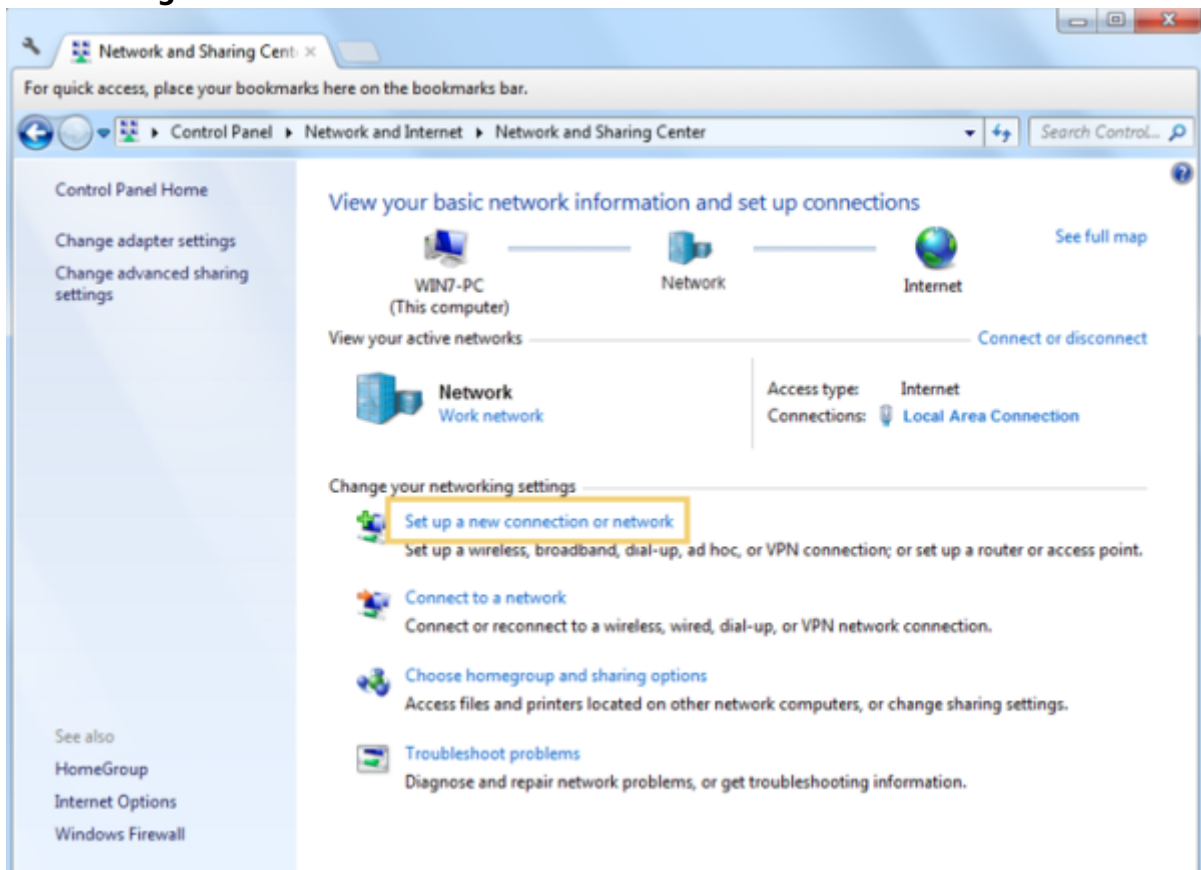 Network and Sharing Cent
For quick access, place your bookmarks here on the bookmarks bar.
Control Panel Network and Internet Network and Sharing Center
Search Control...
Control Panel Home
Change adapter settings
Change advanced sharing
settings
View your basic network information and set up connections
See full map
WIN7-PC
(This computer)
Network
Internet
View your active networks
Connect or disconnect
Network
Work network
Access type: Internet
Connections: Local Area Connection
Change your networking settings
Set up a new connection or network
Set up a wireless, broadband, dial-up, ad hoc, or VPN connection; or set up a router or access point.
Connect to a network
Connect or reconnect to a wireless, wired, dial-up, or VPN network connection.
Choose homegroup and sharing options
Access files and printers located on other network computers, or change sharing settings.
Troubleshoot problems
Diagnose and repair network problems, or get troubleshooting information.
See also
HomeGroup
Internet Options
Windows Firewall